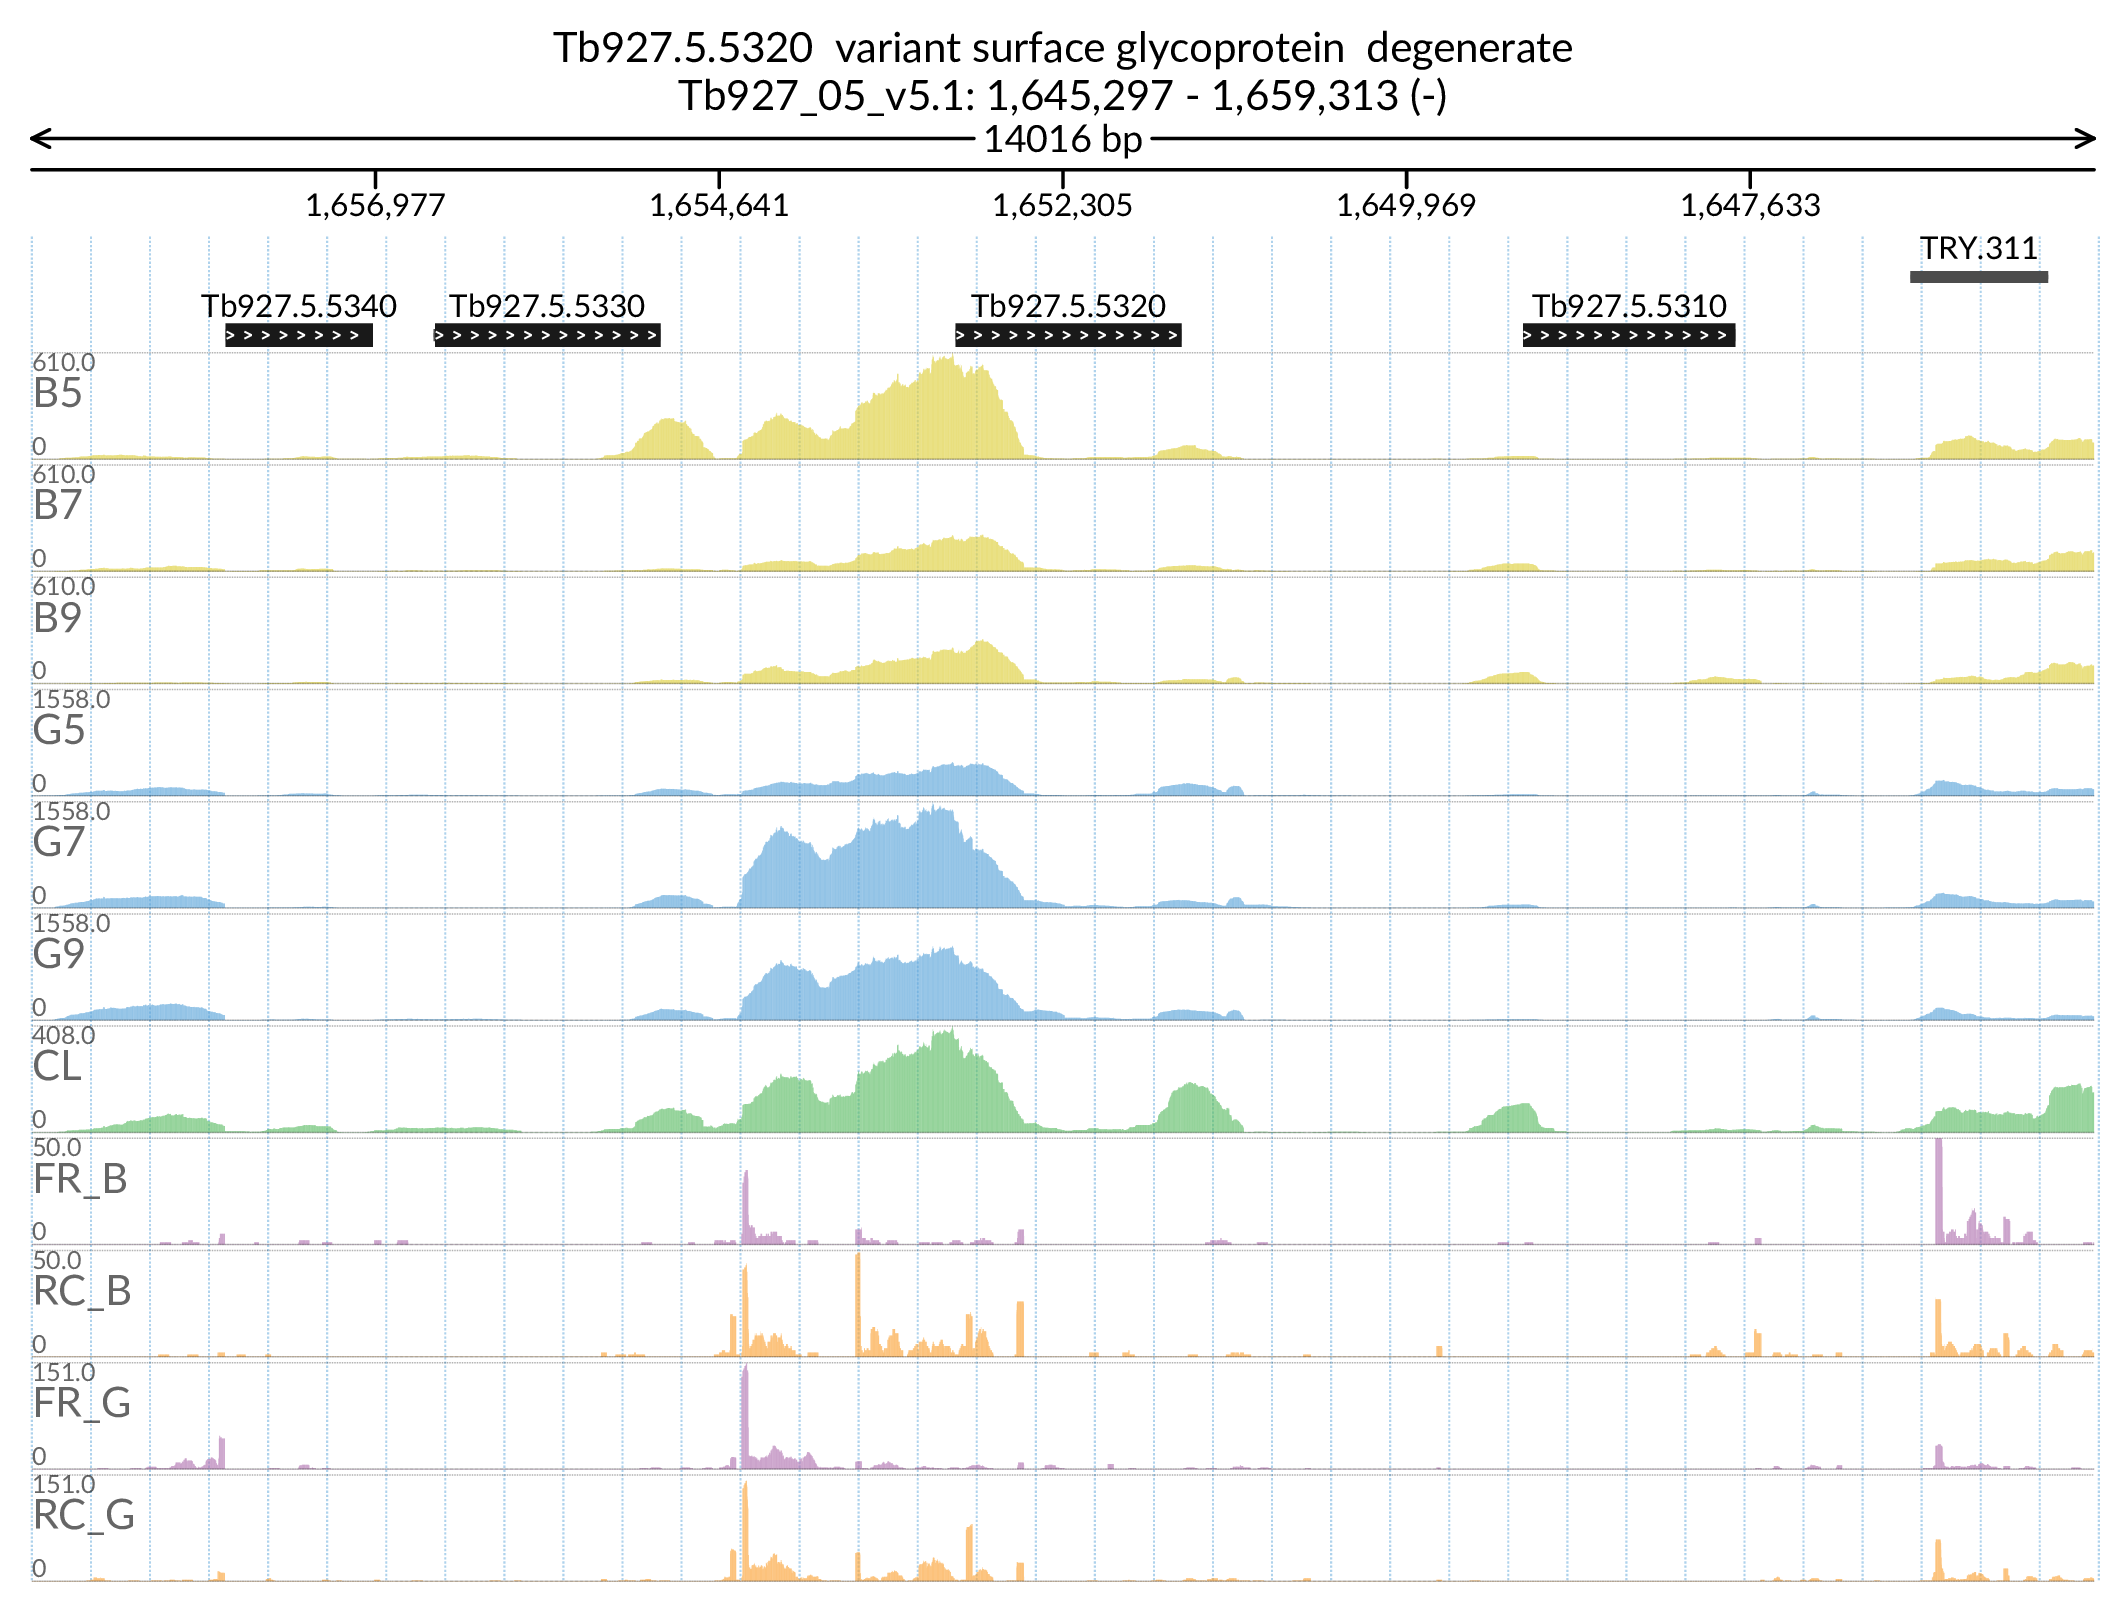 Tb927.5.5320 variant surface glycoprotein degenerate
Tb927_05_v5.1: 1,645,297 - 1,659,313 (-)
14016 bp
1,656,977 1,654,641 1,652,305 1,649,969 1,647,633
TRY.311
Tb927.5.5340 Tb927.5.5330 Tb927.5.5320 Tb927.5.5310
610.0
B5
0
610.0
B7
0
610.0
B9
0
1558.0
G5
0
1558.0
G7
0
1558.0
G9
0
408.0
CL
0
50.0
FR_B
0
50.0
RC_B
0
151.0
FR_G
0
151.0
RC_G
0